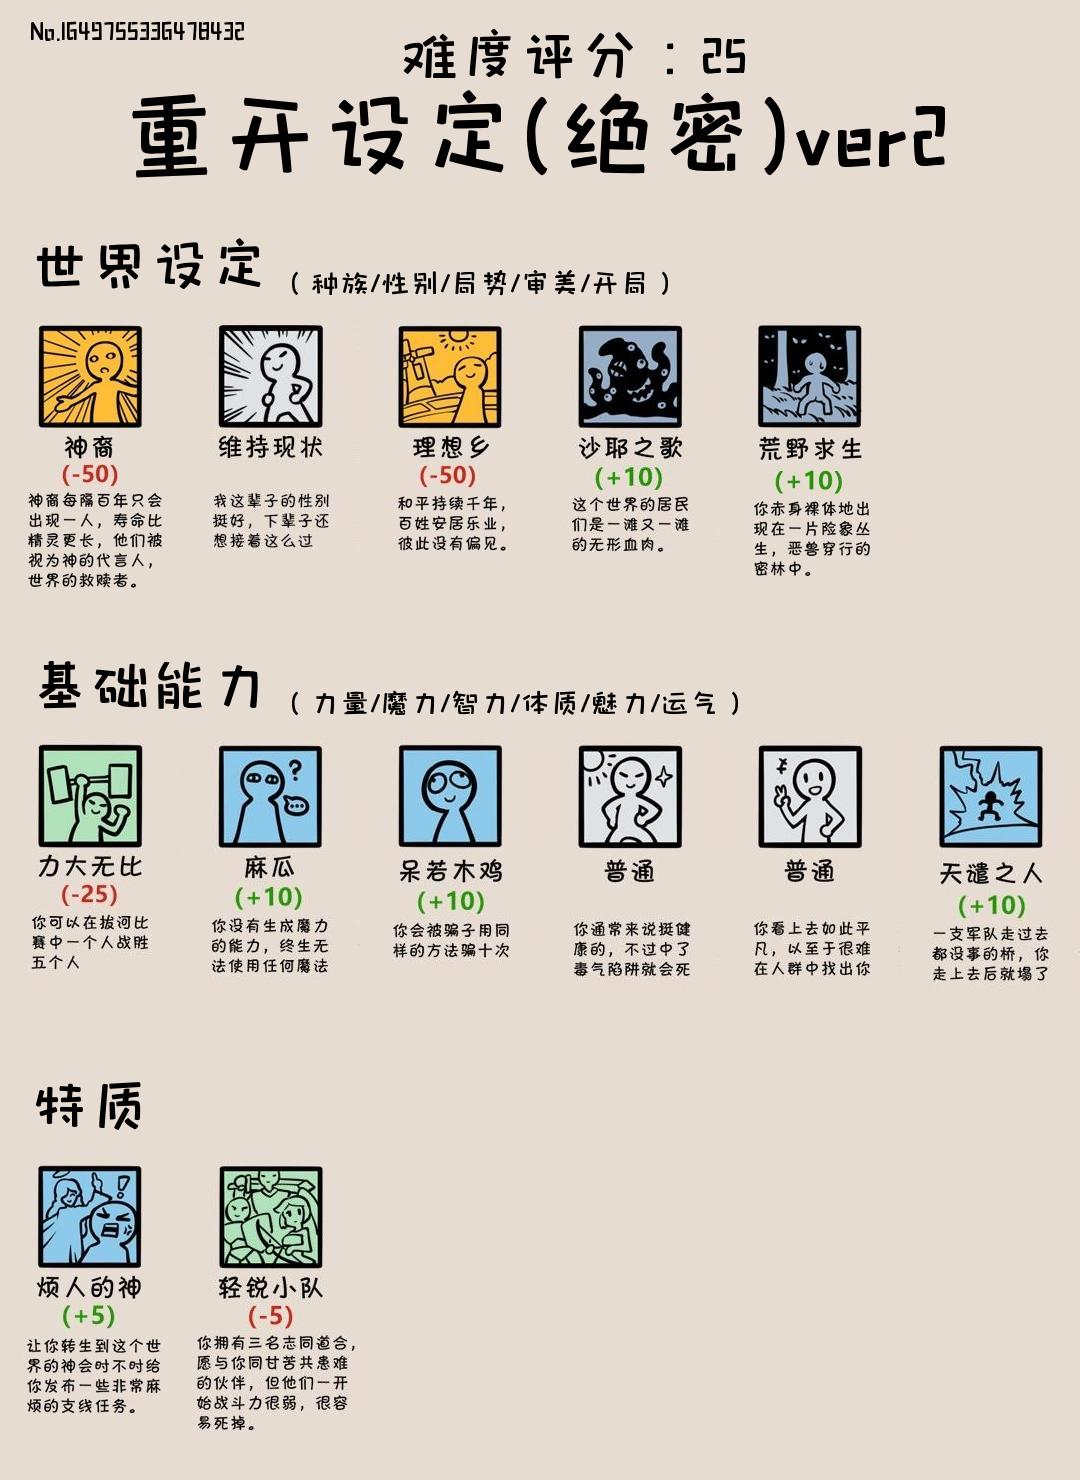 No.1649755336478432
难度评分：25
重开设定(绝密)ver2
世界设定（种族/性别/局势/审美/开局）
神裔
(-50)
神裔每隔百年只会
出现一人，寿命比
精灵更长，他们被
视为神的代言人，
世界的救赎者。
维持现状
我这辈子的性别
挺好，下辈子还
想接着这么过
理想乡
(-50)
和平持续千年，
百姓安居乐业，
彼此没有偏见。
沙耶之歌
(+10)
这个世界的居民
们是一滩又一滩
的无形血肉。
荒野求生
(+10)
你赤身裸体地出
现在一片险象丛
生，恶兽穿行的
密林中。
基础能力（力量/魔力/智力/体质/魅力/运气）
力大无比
(-25)
你可以在拔河比
赛中一个人战胜
五个人
麻瓜
(+10)
你没有生成魔力
的能力，终生无
法使用任何魔法
呆若木鸡
(+10)
你会被骗子用同
样的方法骗十次
普通
你通常来说挺健
康的，不过中了
毒气陷阱就会死
普通
你看上去如此平
凡，以至于很难
在人群中找出你
天谴之人
(+10)
一支军队走过去
都没事的桥，你
走上去后就塌了
特质
烦人的神
(+5)
让你转生到这个世
界的神会时不时给
你发布一些非常麻
烦的支线任务。
轻锐小队
(-5)
你拥有三名志同道合，
愿与你同甘苦共患难
的伙伴，但他们一开
始战斗力很弱，很容
易死掉。